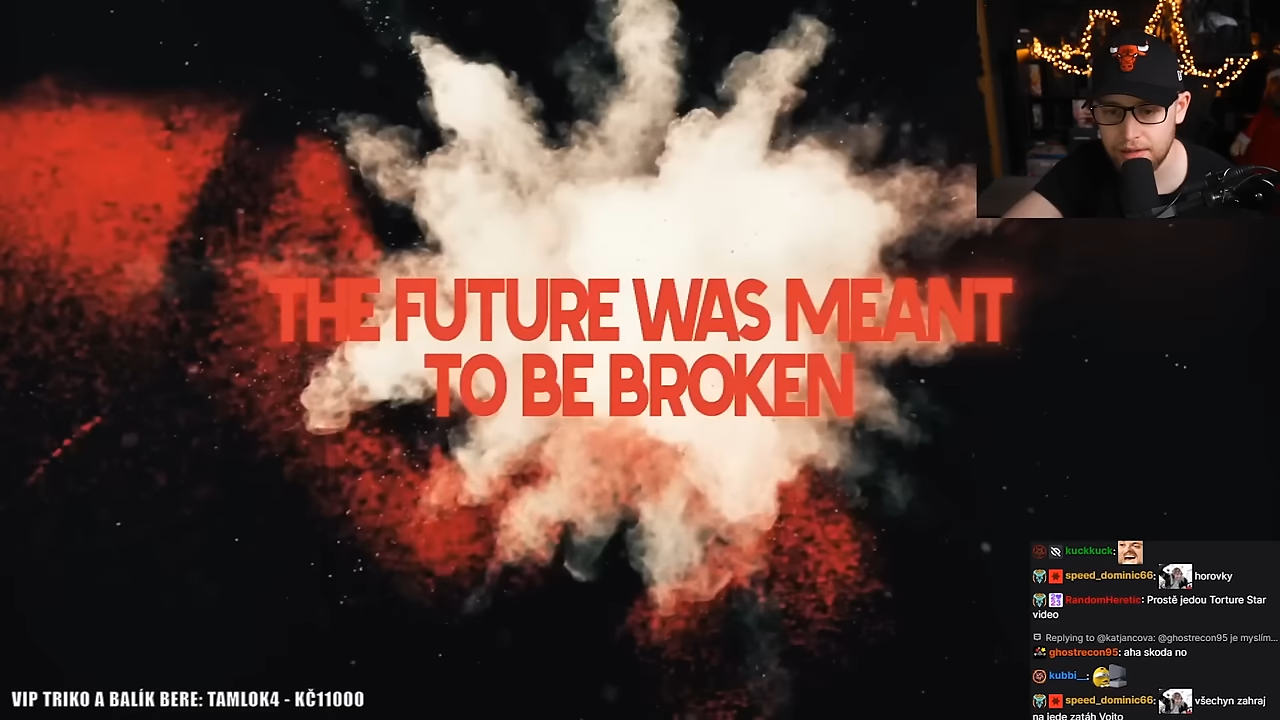 THE FUTURE WAS MEANT
TO BE BROKEN
kuckkuck:
speed_dominic66: horovky
RandomHeretic: Prostě jedou Torture Star
video
Replying to @katjancova: @ghostrecon95 je myslím...
ghostrecon95: aha skoda no
kubbi__:
speed_dominic66: všechyn zahraj
na jede zatáh Vojto
VIP TRIKO A BALÍK BERE: TAMLOK4 - KČ11000